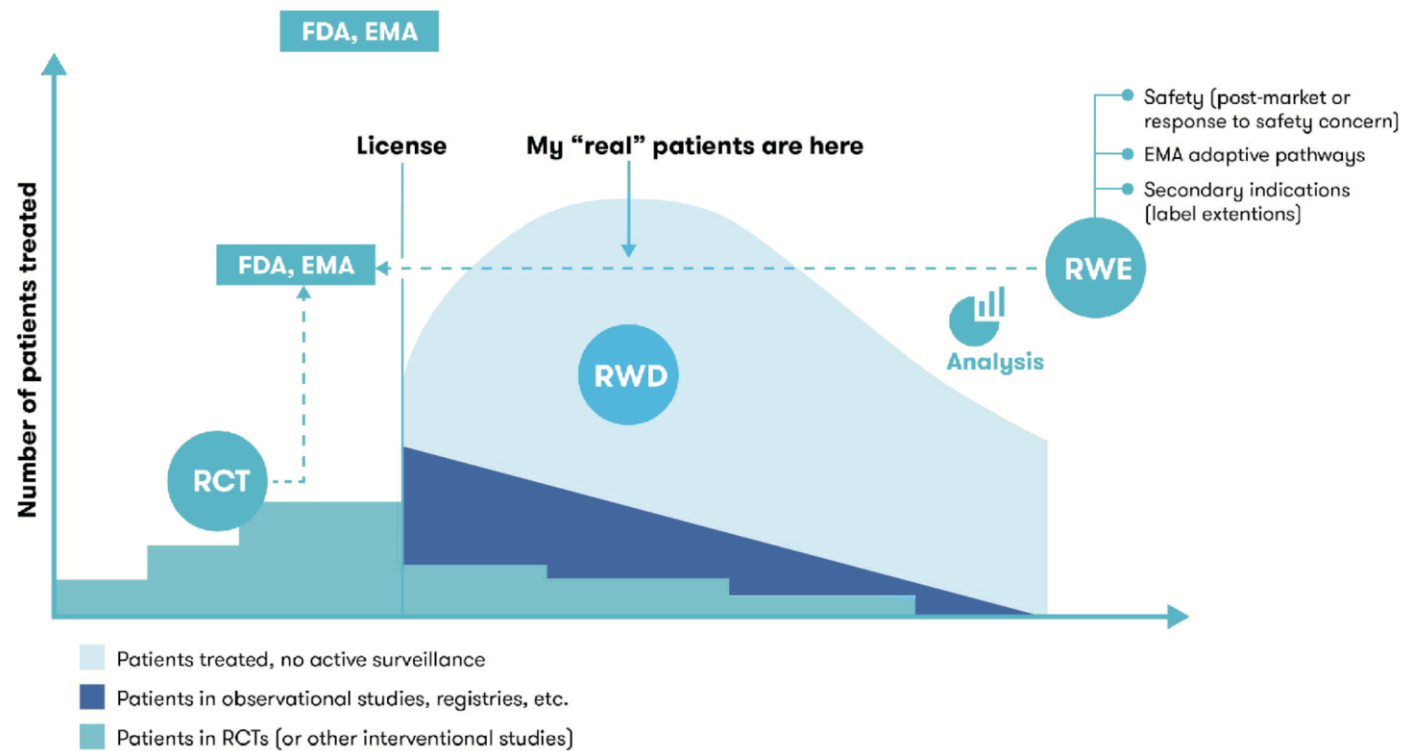 FDA, EMA
Safety (post-market or
response to safety concern)
EMA adaptive pathways
Secondary indications
(label extentions)
License
My “real” patients are here
Number of patients treated
FDA, EMA
RWE
RWD
Analysis
RCT
Patients treated, no active surveillance
Patients in observational studies, registries, etc.
Patients in RCTs (or other interventional studies)